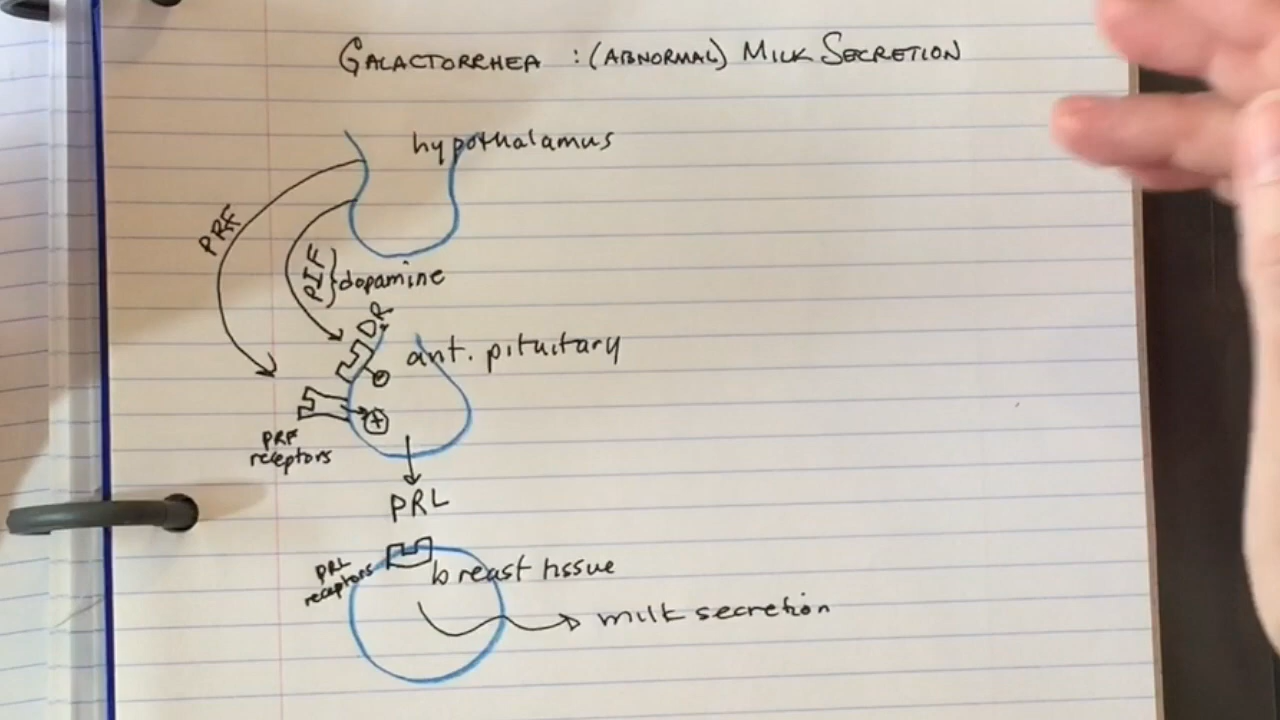 GALACTORRHEA : (ABNORMAL) MILK SECRETION
hypothalamus
PRF
PIF } dopamine
DR
ant. pituitary
PRF
receptors
PRL
PRL
receptors
breast tissue
milk secretion